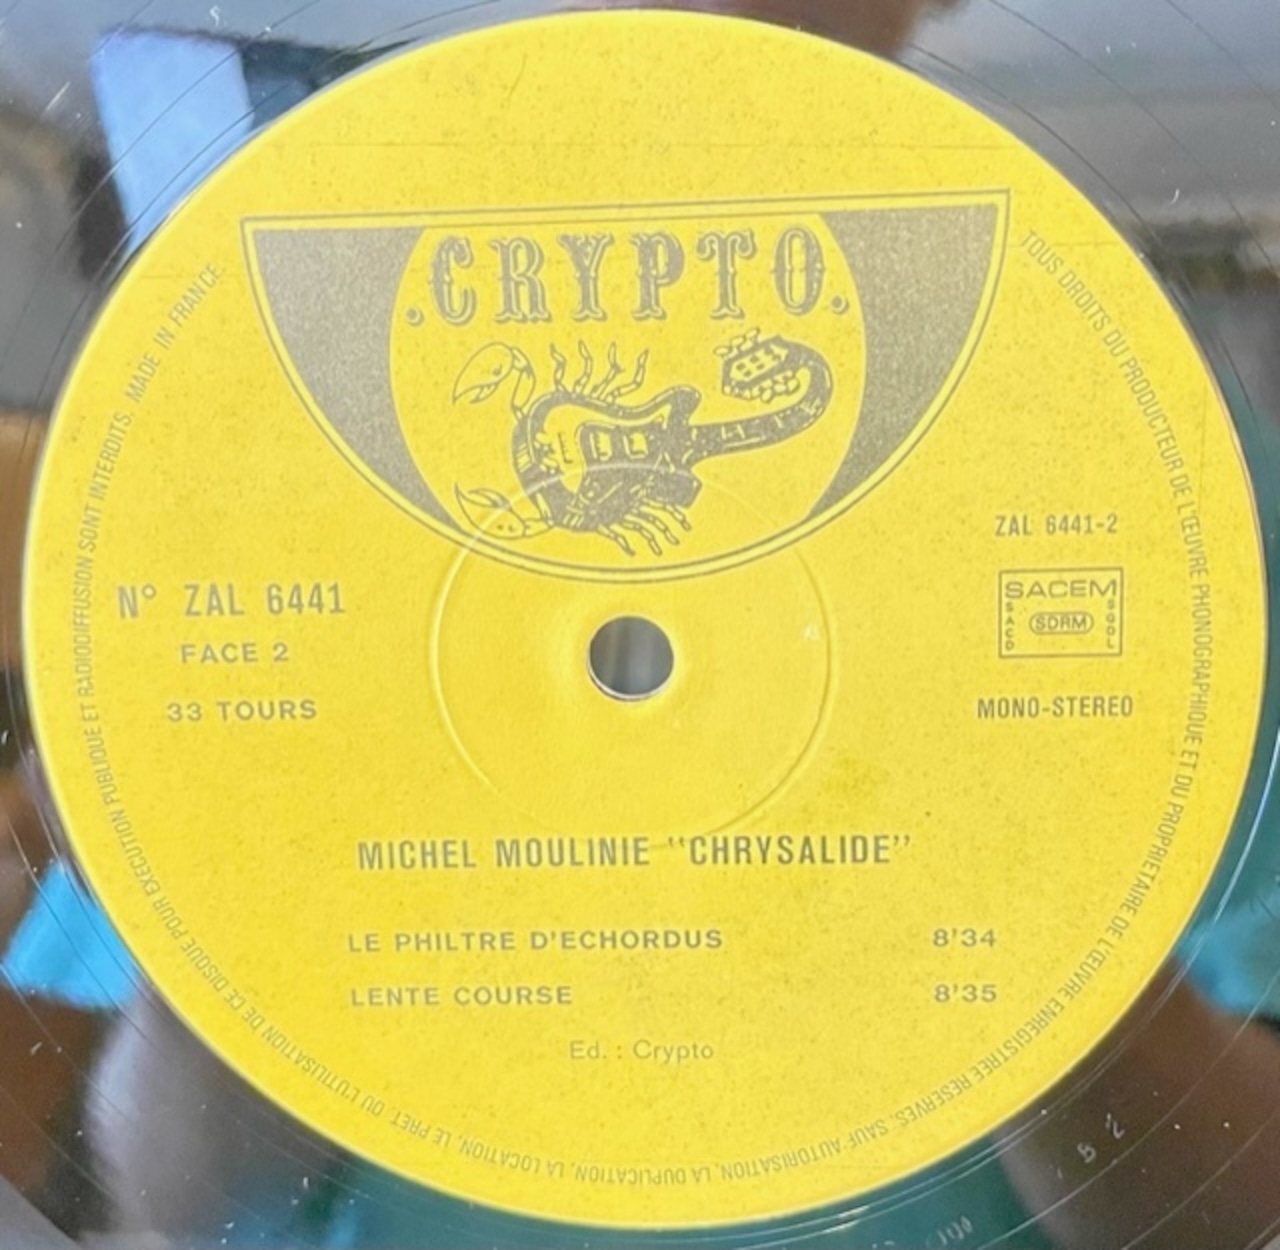 .CRYPTO.
TOUS DROITS DU PRODUCTEUR DE L'ŒUVRE PHONOGRAPHIQUE ET DU PROPRIETAIRE DE L'ŒUVRE ENREGISTREE RESERVES. SAUF AUTORISATION, LA DUPLICATION, LA LOCATION, LE PRET, OU L'UTILISATION DE CE DISQUE POUR EXECUTION PUBLIQUE ET RADIODIFFUSION SONT INTERDITS. MADE IN FRANCE
ZAL 6441-2
N° ZAL 6441
FACE 2
33 TOURS
SACEM
SACD
SDRM
SGDL
MONO-STEREO
MICHEL MOULINIE "CHRYSALIDE"
LE PHILTRE D'ECHORDUS 8'34
LENTE COURSE 8'35
Ed. : Crypto
B 2